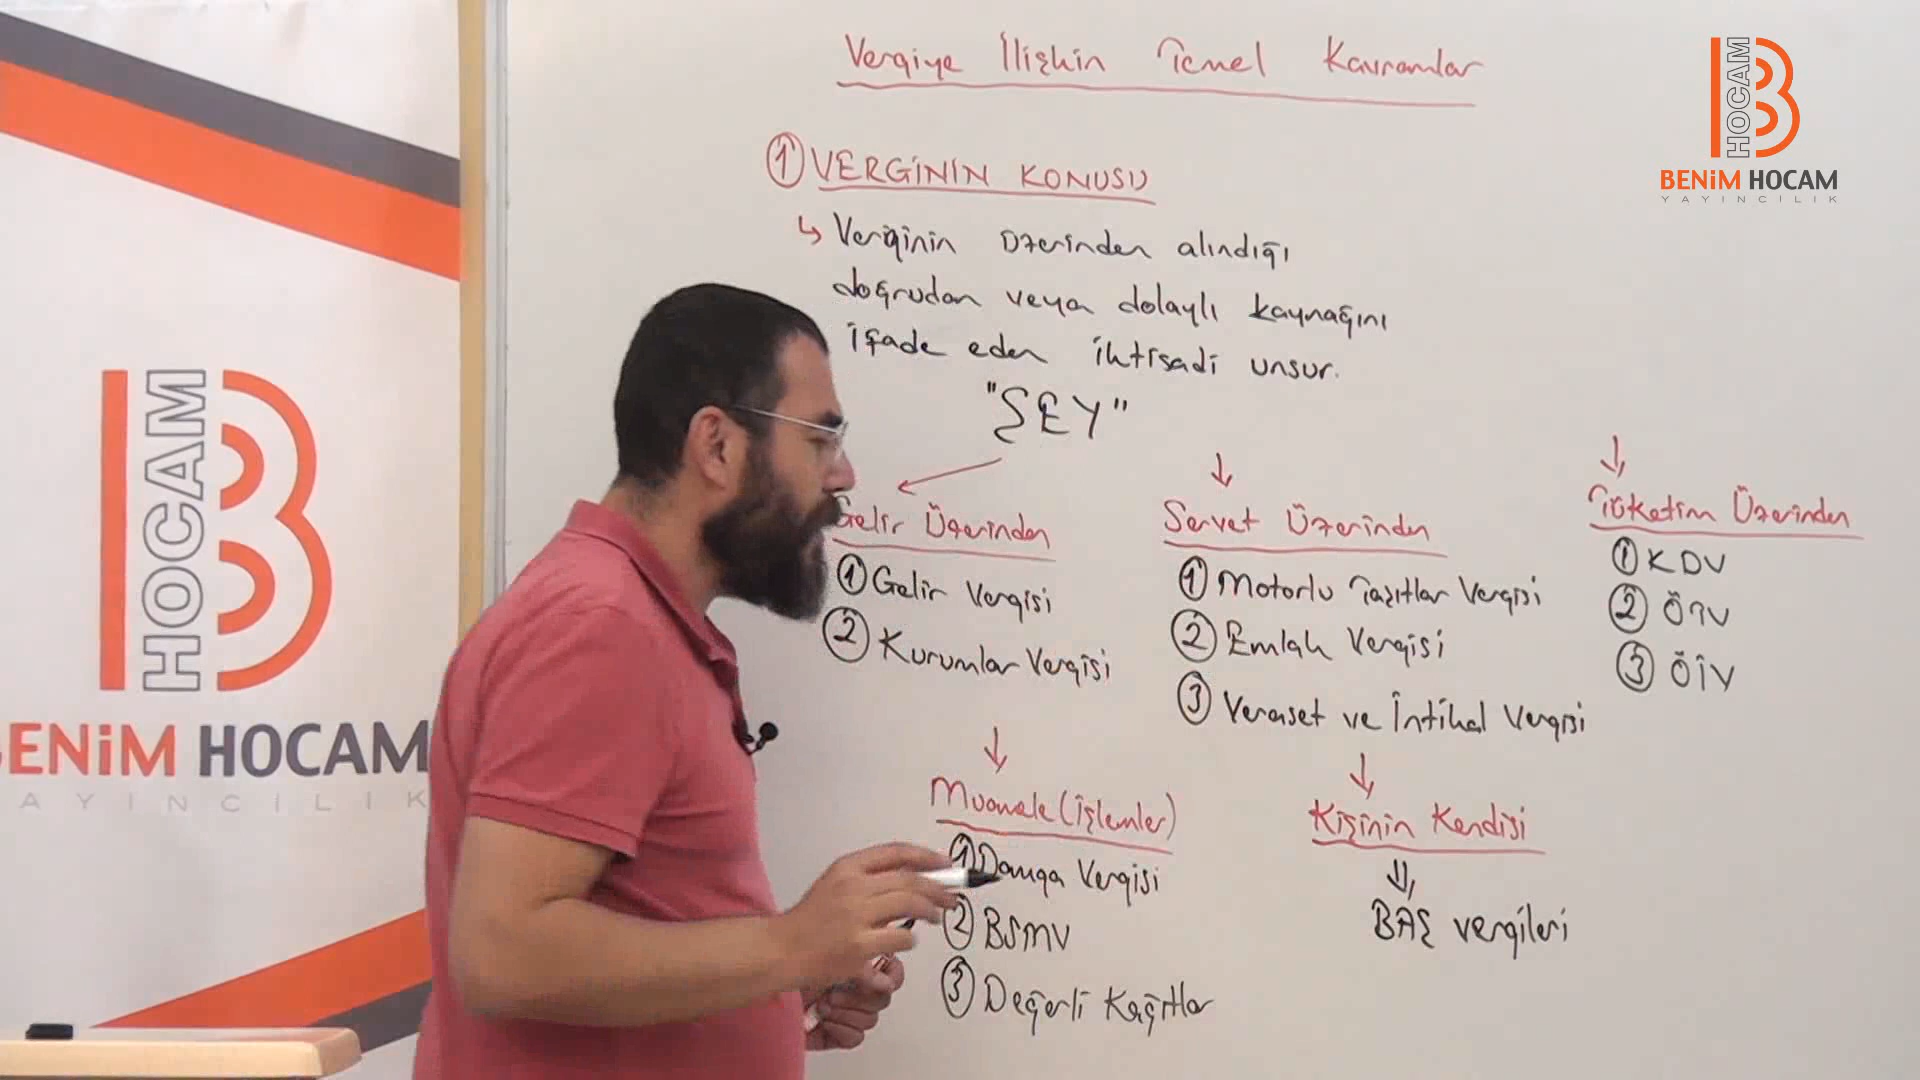 Vergiye İlişkin Temel Kavramlar
① VERGİNİN KONUSU
↳ Verginin üzerinden alındığı
doğrudan veya dolaylı kaynağını
ifade eden iktisadi unsur.
"ŞEY"
Gelir Üzerinden
① Gelir Vergisi
② Kurumlar Vergisi
Servet Üzerinden
① Motorlu Taşıtlar Vergisi
② Emlak Vergisi
③ Veraset ve İntikal Vergisi
Tüketim Üzerinden
① KDV
② ÖTV
③ ÖİV
Muamele (İşlemler)
① Damga Vergisi
② BSMV
③ Değerli Kağıtlar
Kişinin Kendisi
BAŞ vergileri
HOCAM
BENiM HOCAM
YAYINCILIK
HOCAM
BENiM HOCAM
YAYINCILIK